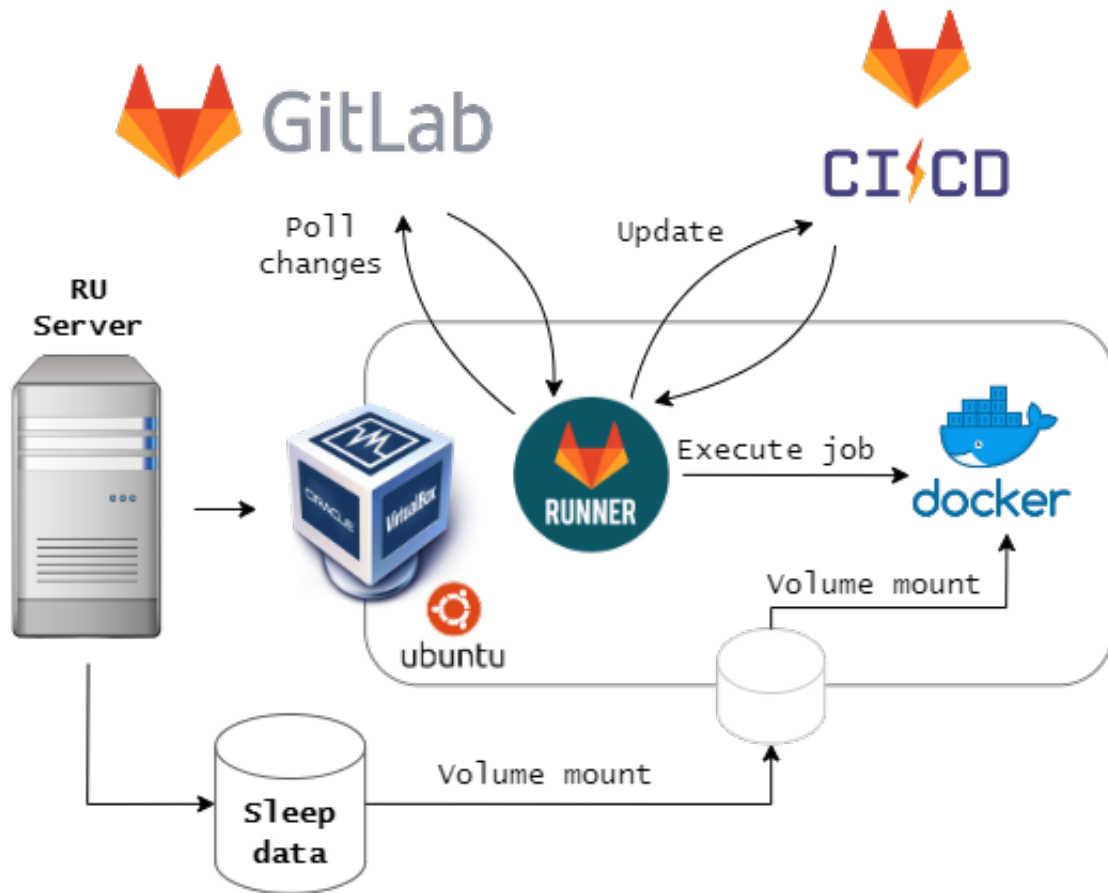 GitLab
CI/CD
Poll
changes
Update
RU
Server
ORACLE
VirtualBox
RUNNER
Execute job
docker
ubuntu
Volume mount
Volume mount
Sleep
data